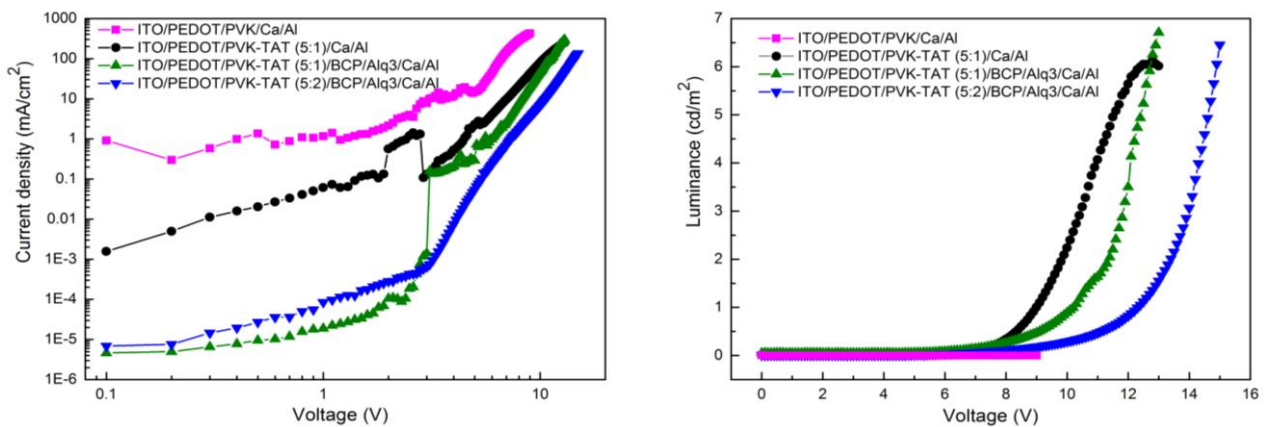 1000
100
10
1
0.1
0.01
1E-3
1E-4
1E-5
1E-6
Current density (mA/cm²)
ITO/PEDOT/PVK/Ca/Al
ITO/PEDOT/PVK-TAT (5:1)/Ca/Al
ITO/PEDOT/PVK-TAT (5:1)/BCP/Alq3/Ca/Al
ITO/PEDOT/PVK-TAT (5:2)/BCP/Alq3/Ca/Al
0.1 1 10
Voltage (V)
7
6
5
4
3
2
1
0
Luminance (cd/m²)
ITO/PEDOT/PVK/Ca/Al
ITO/PEDOT/PVK-TAT (5:1)/Ca/Al
ITO/PEDOT/PVK-TAT (5:1)/BCP/Alq3/Ca/Al
ITO/PEDOT/PVK-TAT (5:2)/BCP/Alq3/Ca/Al
0 2 4 6 8 10 12 14 16
Voltage (V)